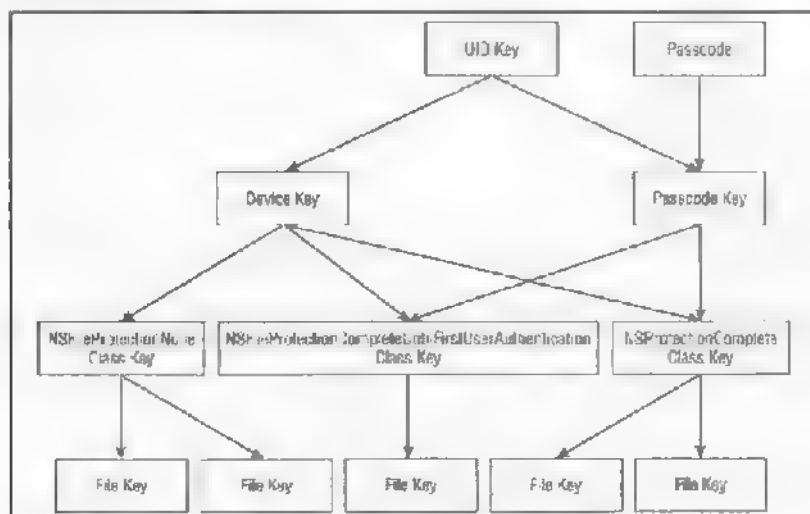 UID Key
Passcode
Device Key
Passcode Key
NSFileProtectionNone
Class Key
NSFileProtectionCompleteUntilFirstUserAuthentication
Class Key
NSProtectionComplete
Class Key
File Key
File Key
File Key
File Key
File Key